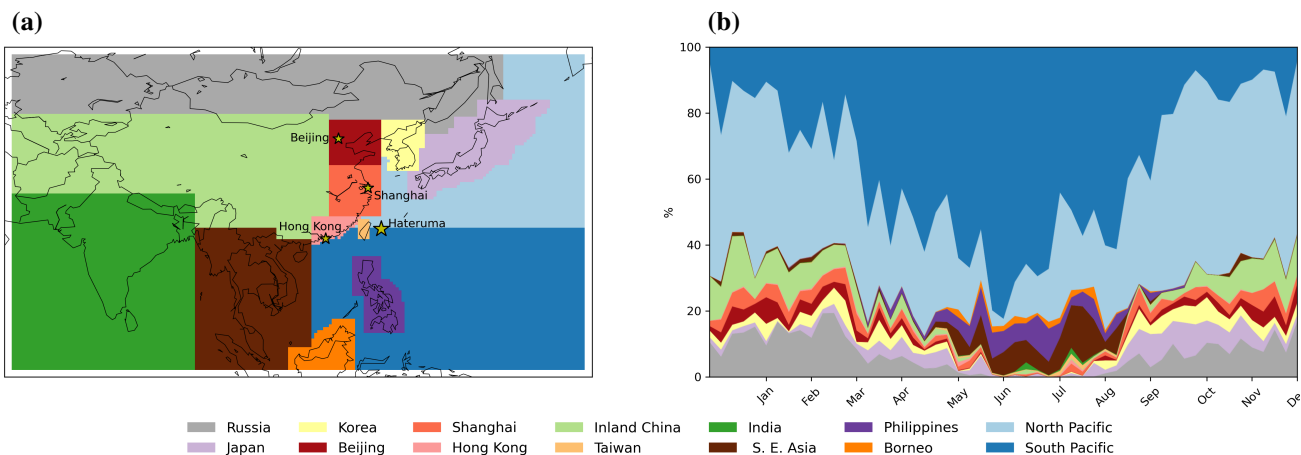 (a)
(b)
Beijing
Shanghai
Hong Kong
Hateruma
100
80
60
40
20
0
%
Jan
Feb
Mar
Apr
May
Jun
Jul
Aug
Sep
Oct
Nov
De
Russia
Korea
Shanghai
Inland China
India
Philippines
North Pacific
Japan
Beijing
Hong Kong
Taiwan
S. E. Asia
Borneo
South Pacific